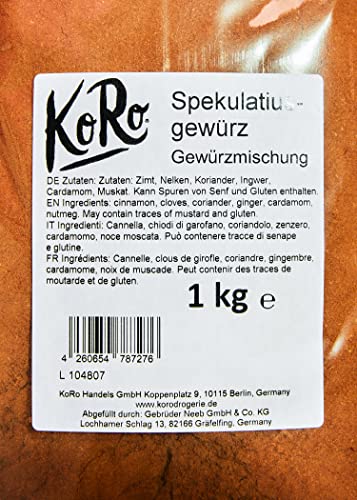 KoRo
Spekulatius-
gewürz
Gewürzmischung
DE Zutaten: Zutaten: Zimt, Nelken, Koriander, Ingwer,
Cardamom, Muskat. Kann Spuren von Senf und Gluten enthalten.
EN Ingredients: cinnamon, cloves, coriander, ginger, cardamom,
nutmeg. May contain traces of mustard and gluten.
IT Ingredienti: Cannella, chiodi di garofano, coriandolo, zenzero,
cardamomo, noce moscata. Può contenere tracce di senape
e glutine.
FR Ingrédients: Cannelle, clous de girofle, coriandre, gingembre,
cardamome, noix de muscade. Peut contenir des traces de
moutarde et de gluten.
1 kg ℮
4 260654 787276
L 104807
KoRo Handels GmbH Koppenplatz 9, 10115 Berlin, Germany
www.korodrogerie.de
Abgefüllt durch: Gebrüder Neeb GmbH & Co. KG
Lochhamer Schlag 13, 82166 Gräfelfing, Germany